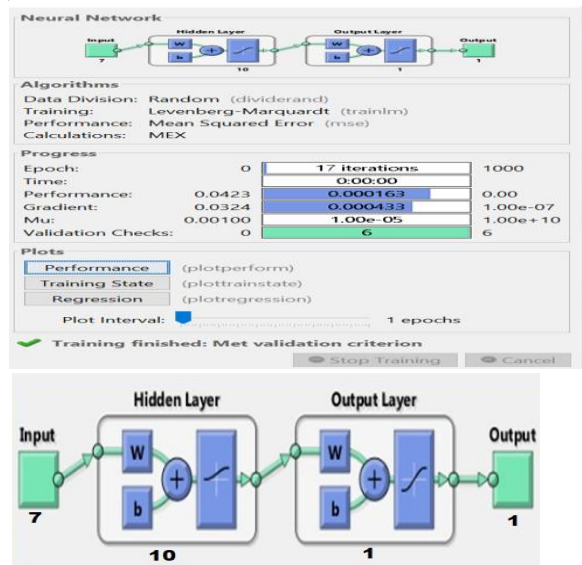 Neural Network
Hidden Layer Output Layer
Input Output
W W
b b
7 10 1 1
Algorithms
Data Division: Random (dividerand)
Training: Levenberg-Marquardt (trainlm)
Performance: Mean Squared Error (mse)
Calculations: MEX
Progress
Epoch: 0 17 iterations 1000
Time: 0:00:00
Performance: 0.0423 0.000163 0.00
Gradient: 0.0324 0.000433 1.00e-07
Mu: 0.00100 1.00e-05 1.00e+10
Validation Checks: 0 6 6
Plots
Performance (plotperform)
Training State (plottrainstate)
Regression (plotregression)
Plot Interval: 1 epochs
Training finished: Met validation criterion
Stop Training Cancel
Hidden Layer Output Layer
Input Output
W W
+ +
b b
7 1
10 1